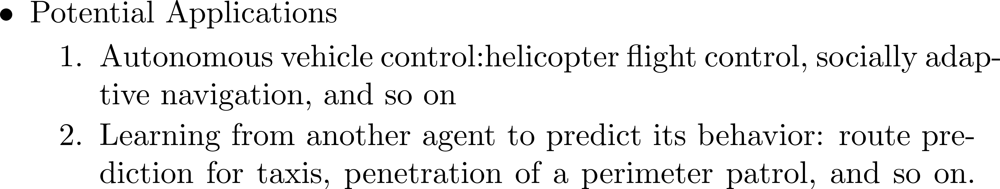 • Potential Applications
1. Autonomous vehicle control:helicopter flight control, socially adap-
tive navigation, and so on
2. Learning from another agent to predict its behavior: route pre-
diction for taxis, penetration of a perimeter patrol, and so on.